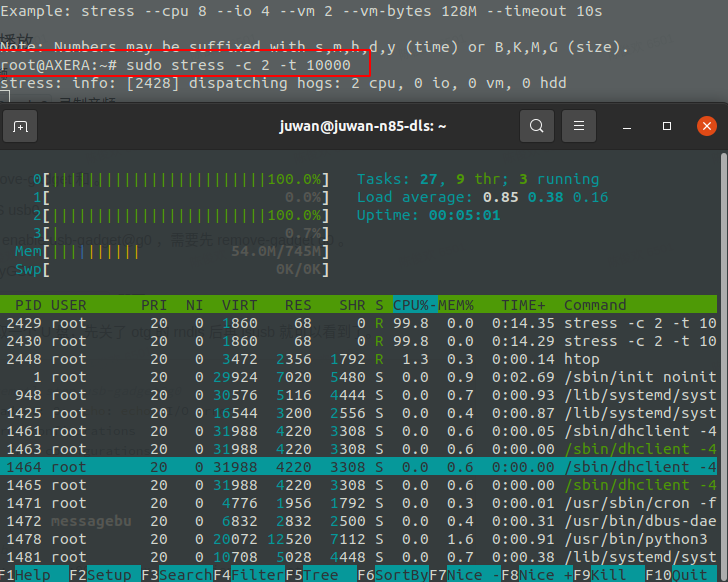 Example: stress --cpu 8 --io 4 --vm 2 --vm-bytes 128M --timeout 10s
Note: Numbers may be suffixed with s,m,h,d,y (time) or B,K,M,G (size).
root@AXERA:~# sudo stress -c 2 -t 10000
stress: info: [2428] dispatching hogs: 2 cpu, 0 io, 0 vm, 0 hdd
juwan@juwan-n85-dls: ~
0[||||||||||||||||||||||||100.0%] Tasks: 27, 9 thr; 3 running
1[ 0.0%] Load average: 0.85 0.38 0.16
2[||||||||||||||||||||||||100.0%] Uptime: 00:05:01
3[| 0.7%]
Mem[|||||||||| 54.0M/745M]
Swp[ 0K/0K]
PID USER PRI NI VIRT RES SHR S CPU%-MEM% TIME+ Command
2429 root 20 0 1860 68 0 R 99.8 0.0 0:14.35 stress -c 2 -t 10
2430 root 20 0 1860 68 0 R 99.8 0.0 0:14.29 stress -c 2 -t 10
2448 root 20 0 3472 2356 1792 R 1.3 0.3 0:00.14 htop
1 root 20 0 29924 7020 5480 S 0.0 0.9 0:02.69 /sbin/init noinit
948 root 20 0 30576 5116 4444 S 0.0 0.7 0:00.93 /lib/systemd/syst
1425 root 20 0 16544 3200 2556 S 0.0 0.4 0:00.87 /lib/systemd/syst
1461 root 20 0 31988 4220 3308 S 0.0 0.6 0:00.05 /sbin/dhclient -4
1463 root 20 0 31988 4220 3308 S 0.0 0.6 0:00.00 /sbin/dhclient -4
1464 root 20 0 31988 4220 3308 S 0.0 0.6 0:00.00 /sbin/dhclient -4
1465 root 20 0 31988 4220 3308 S 0.0 0.6 0:00.00 /sbin/dhclient -4
1471 root 20 0 4776 1956 1792 S 0.0 0.3 0:00.01 /usr/sbin/cron -f
1472 messagebu 20 0 6832 2832 2500 S 0.0 0.4 0:00.31 /usr/bin/dbus-dae
1478 root 20 0 20072 12520 7112 S 0.0 1.6 0:00.91 /usr/bin/python3
1481 root 20 0 10708 5028 4448 S 0.0 0.7 0:00.38 /lib/systemd/syst
F1Help F2Setup F3SearchF4FilterF5Tree F6SortByF7Nice -F8Nice +F9Kill F10Quit